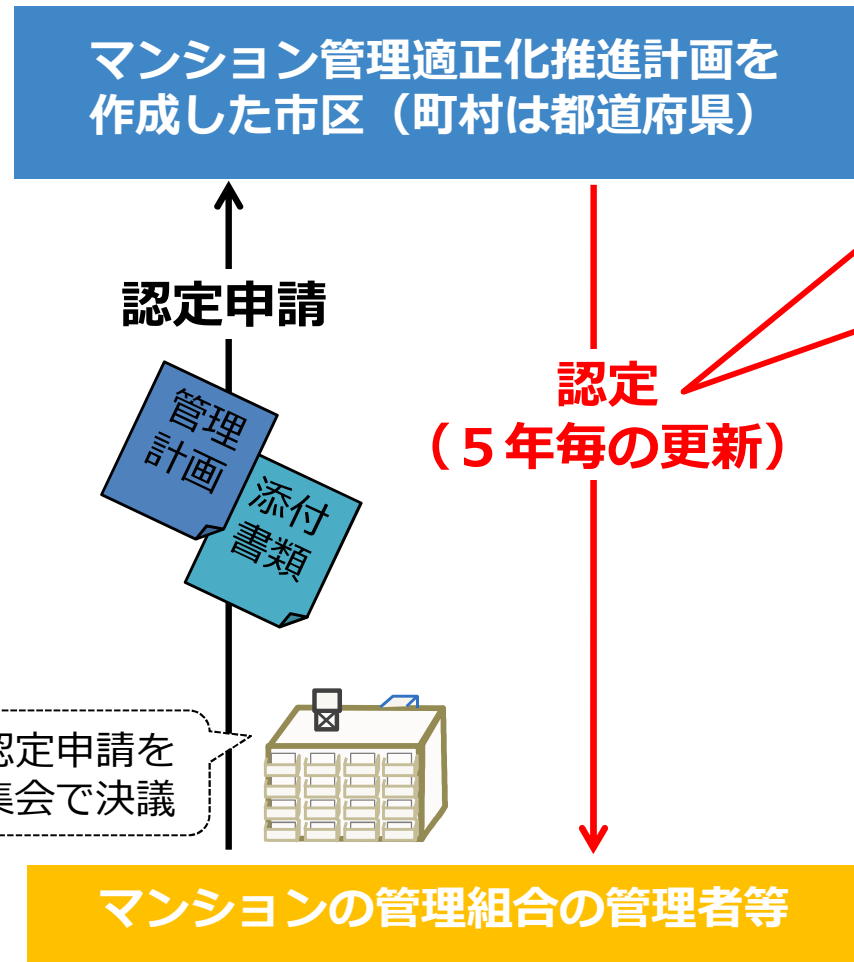 マンション管理適正化推進計画を
作成した市区（町村は都道府県）
認定申請
管理
計画
添付
書類
認定
（５年毎の更新）
認定申請を
集会で決議
マンションの管理組合の管理者等